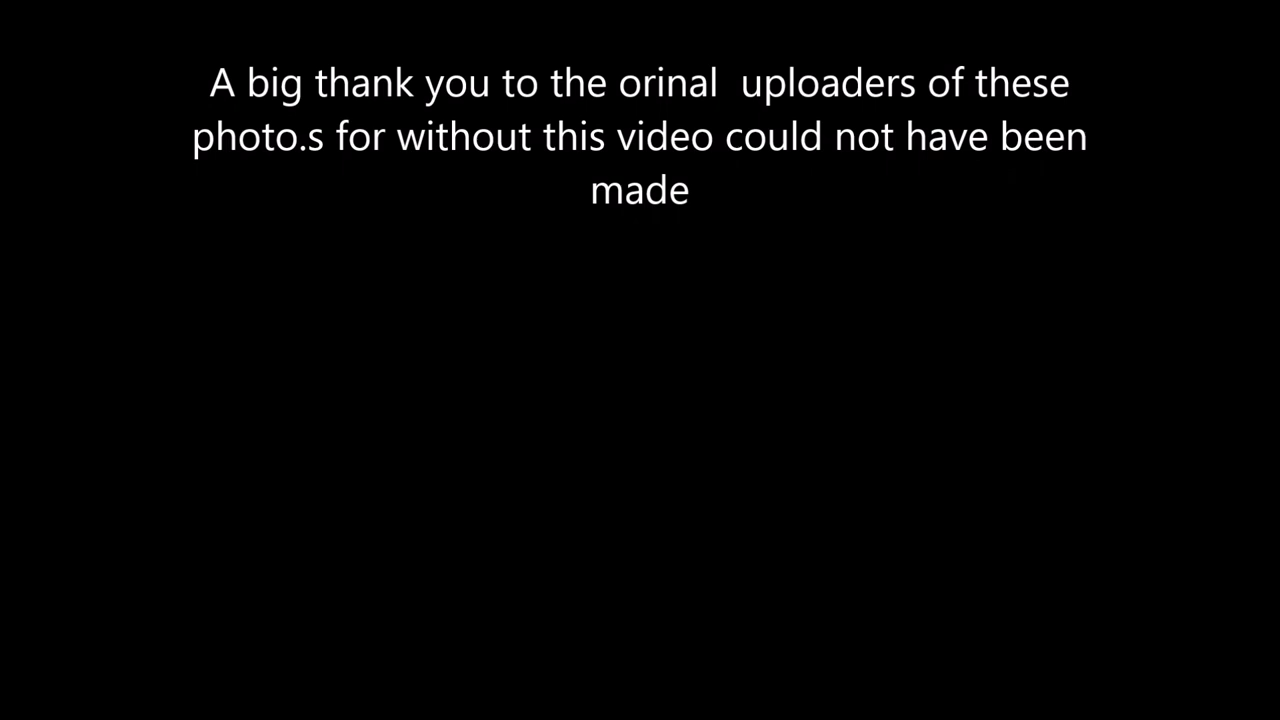 A big thank you to the orinal  uploaders of these
photo.s for without this video could not have been
made